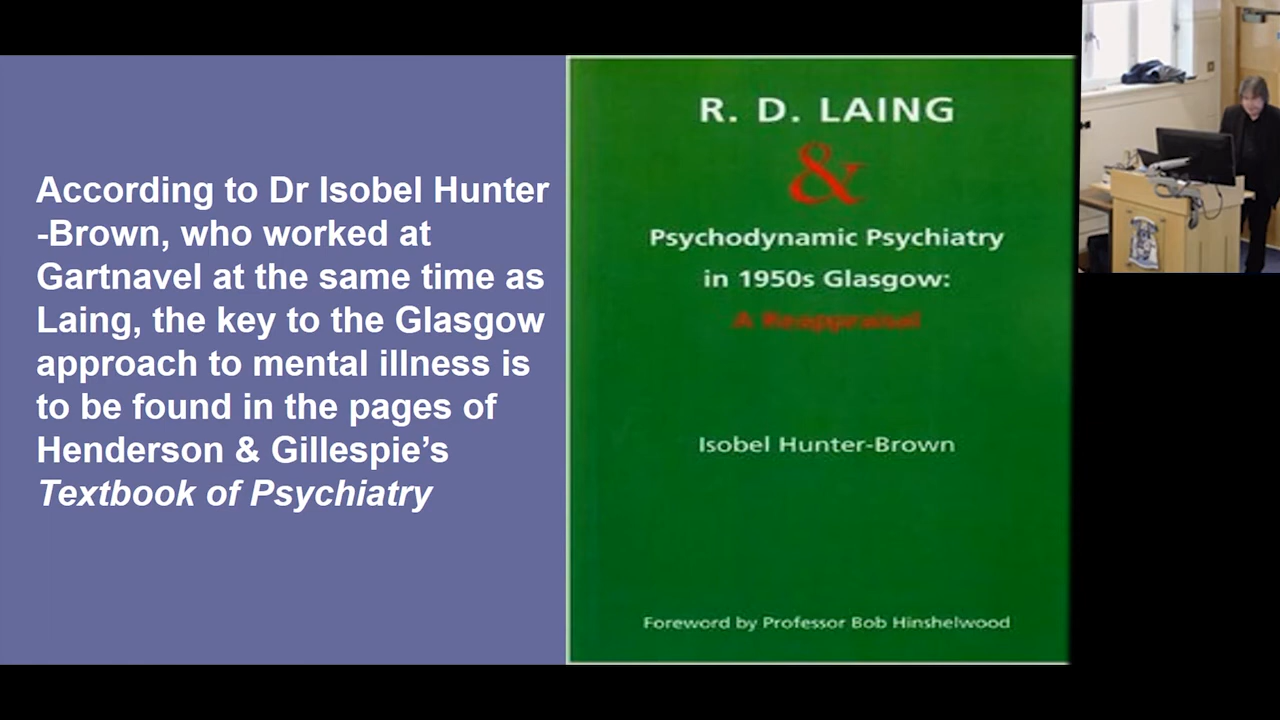 According to Dr Isobel Hunter
-Brown, who worked at
Gartnavel at the same time as
Laing, the key to the Glasgow
approach to mental illness is
to be found in the pages of
Henderson & Gillespie’s
Textbook of Psychiatry
R. D. LAING
&
Psychodynamic Psychiatry
in 1950s Glasgow:
A Reappraisal
Isobel Hunter-Brown
Foreword by Professor Bob Hinshelwood